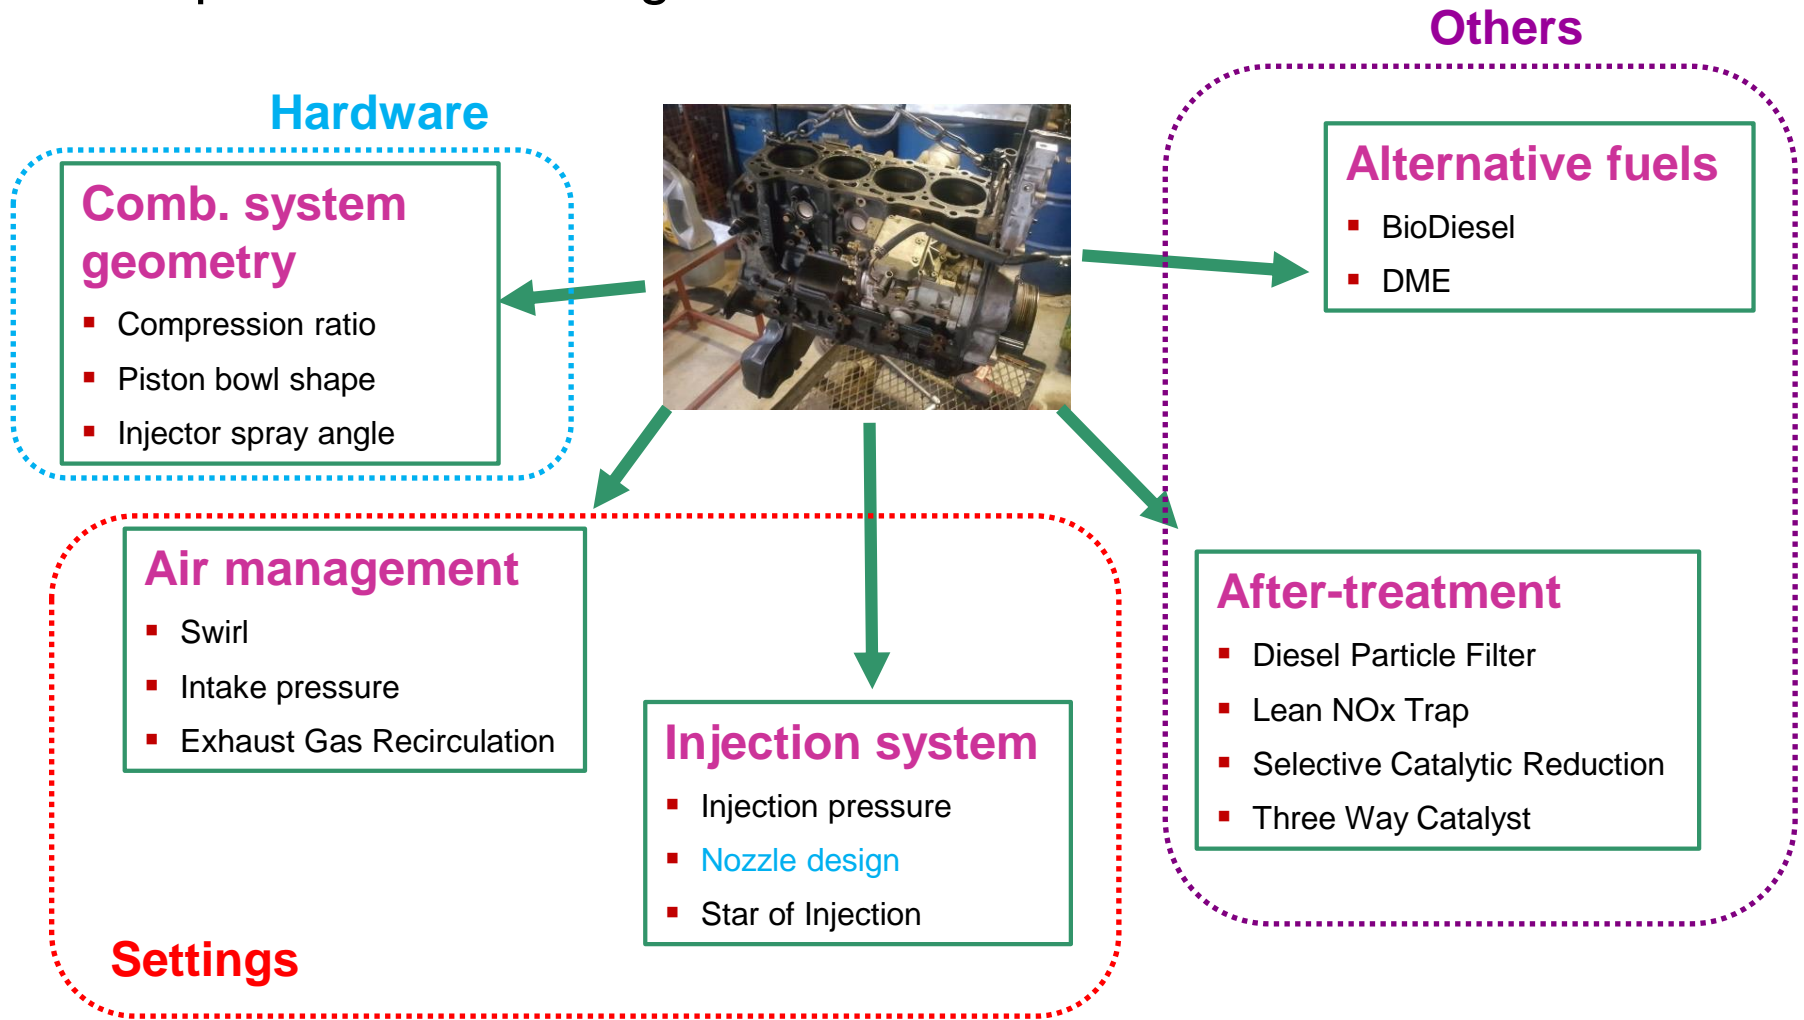 Others
Hardware
Comb. system
geometry
Compression ratio
Piston bowl shape
Injector spray angle
Alternative fuels
BioDiesel
DME
Air management
Swirl
Intake pressure
Exhaust Gas Recirculation
Injection system
Injection pressure
Nozzle design
Star of Injection
After-treatment
Diesel Particle Filter
Lean NOx Trap
Selective Catalytic Reduction
Three Way Catalyst
Settings